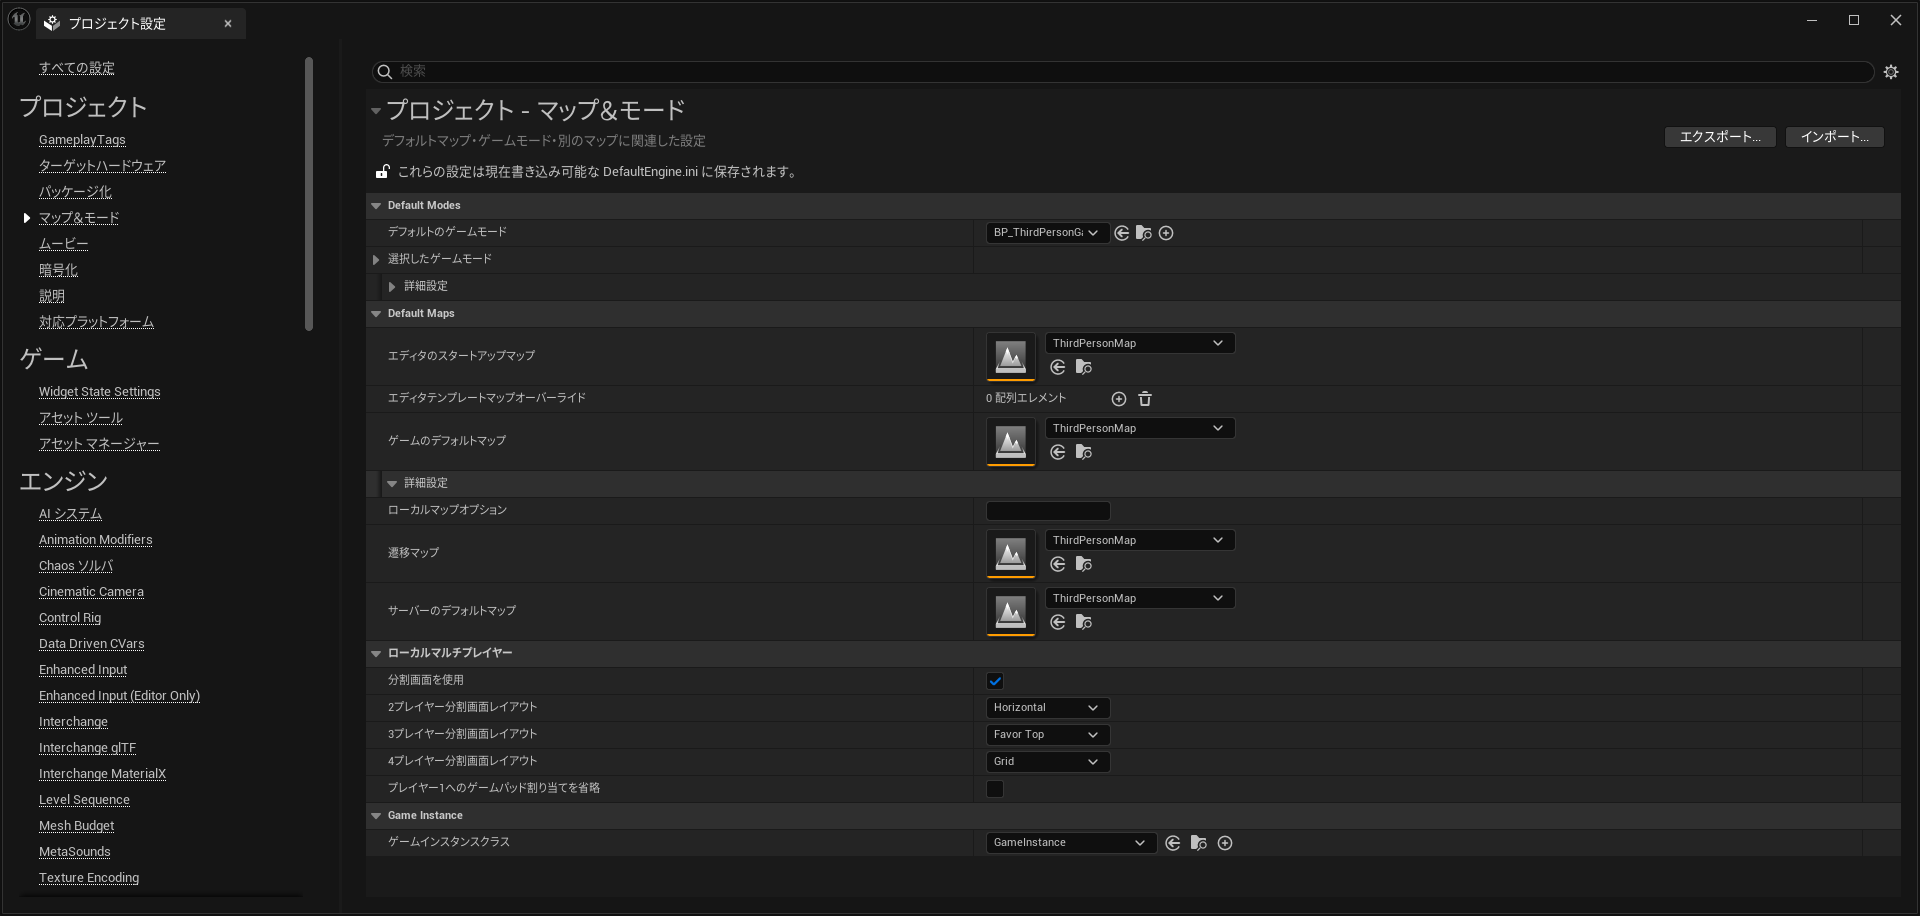 プロジェクト設定
すべての設定
プロジェクト
GameplayTags
ターゲットハードウェア
パッケージ化
マップ&モード
ムービー
暗号化
説明
対応プラットフォーム
ゲーム
Widget State Settings
アセット ツール
アセット マネージャー
エンジン
AI システム
Animation Modifiers
Chaos ソルバ
Cinematic Camera
Control Rig
Data Driven CVars
Enhanced Input
Enhanced Input (Editor Only)
Interchange
Interchange glTF
Interchange MaterialX
Level Sequence
Mesh Budget
MetaSounds
Texture Encoding
検索
プロジェクト - マップ&モード
デフォルトマップ・ゲームモード・別のマップに関連した設定
エクスポート...
インポート...
これらの設定は現在書き込み可能な DefaultEngine.ini に保存されます。
Default Modes
デフォルトのゲームモード
BP_ThirdPersonGa
選択したゲームモード
詳細設定
Default Maps
エディタのスタートアップマップ
ThirdPersonMap
エディタテンプレートマップオーバーライド
0 配列エレメント
ゲームのデフォルトマップ
ThirdPersonMap
詳細設定
ローカルマップオプション
遷移マップ
ThirdPersonMap
サーバーのデフォルトマップ
ThirdPersonMap
ローカルマルチプレイヤー
分割画面を使用
2プレイヤー分割画面レイアウト
Horizontal
3プレイヤー分割画面レイアウト
Favor Top
4プレイヤー分割画面レイアウト
Grid
プレイヤー1へのゲームパッド割り当てを省略
Game Instance
ゲームインスタンスクラス
GameInstance